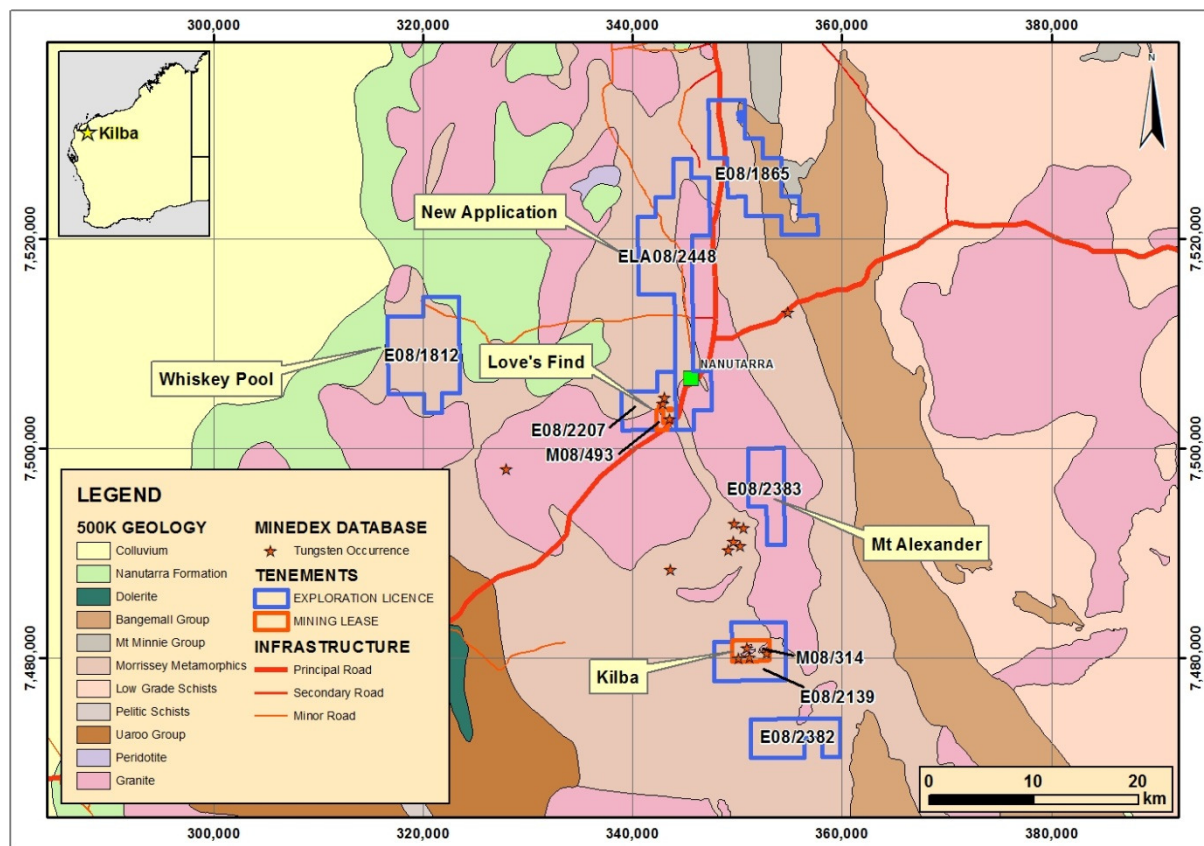 300,000
320,000
340,000
360,000
380,000
Kilba
N
E08/1865
New Application
7,520,000
ELA08/2448
7,520,000
Love's Find
NANUTARRA
E08/1812
Whiskey Pool
E08/2207
M08/493
7,500,000
7,500,000
E08/2383
Mt Alexander
LEGEND
500K GEOLOGY
Colluvium
Nanutarra Formation
Dolerite
Bangemall Group
Mt Minnie Group
Morrissey Metamorphics
Low Grade Schists
Pelitic Schists
Uaroo Group
Peridotite
Granite
MINEDEX DATABASE
Tungsten Occurrence
TENEMENTS
EXPLORATION LICENCE
MINING LEASE
INFRASTRUCTURE
Principal Road
Secondary Road
Minor Road
7,480,000
7,480,000
M08/314
Kilba
E08/2139
E08/2382
0 10 20
km
300,000
320,000
340,000
360,000
380,000